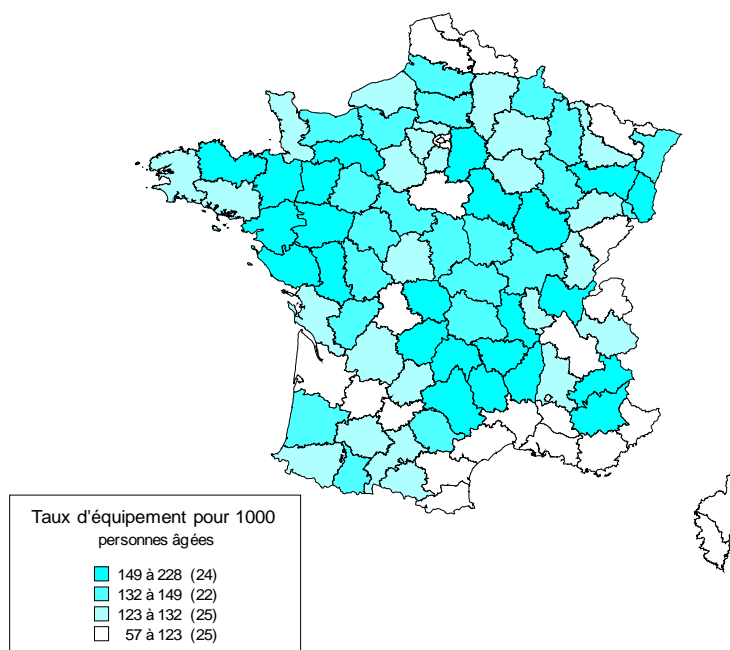 Taux d'équipement pour 1000
personnes âgées
149 à 228 (24)
132 à 149 (22)
123 à 132 (25)
57 à 123 (25)